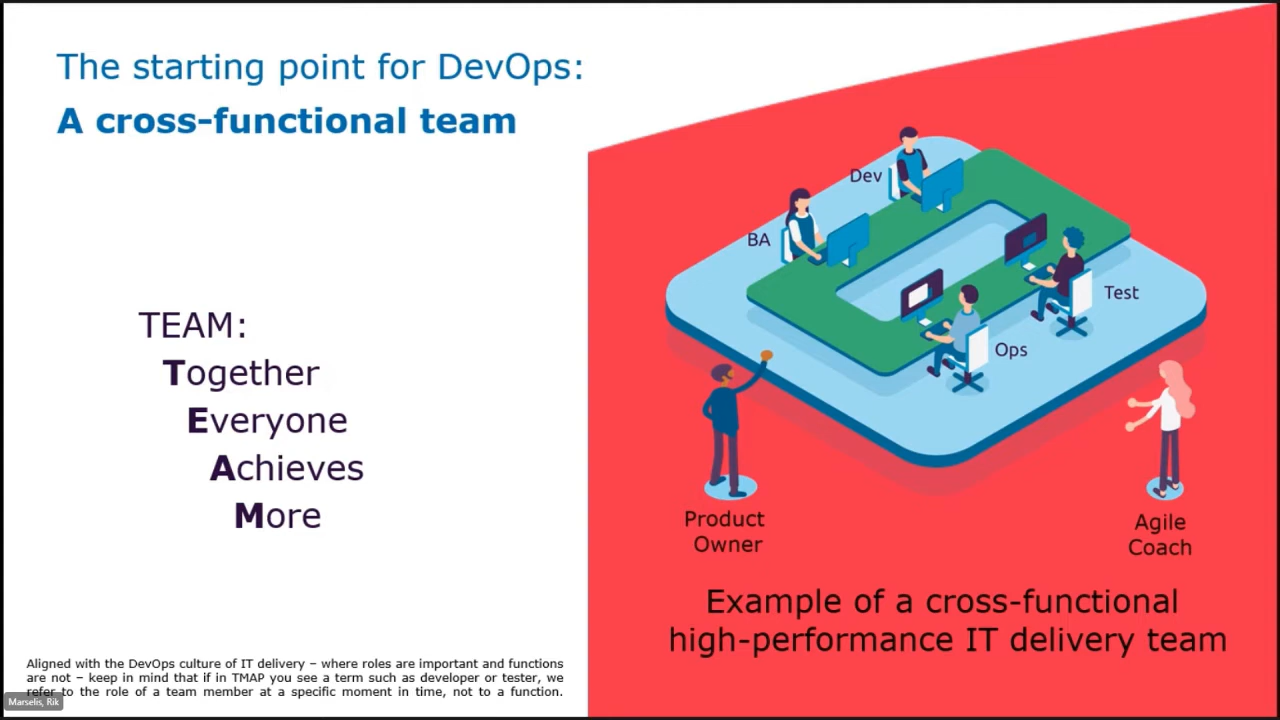 The starting point for DevOps:
A cross-functional team
TEAM:
Together
Everyone
Achieves
More
Dev
BA
Test
Ops
Product
Owner
Agile
Coach
Example of a cross-functional
high-performance IT delivery team
Aligned with the DevOps culture of IT delivery – where roles are important and functions
are not – keep in mind that if in TMAP you see a term such as developer or tester, we
refer to the role of a team member at a specific moment in time, not to a function.
Marselis, Rik